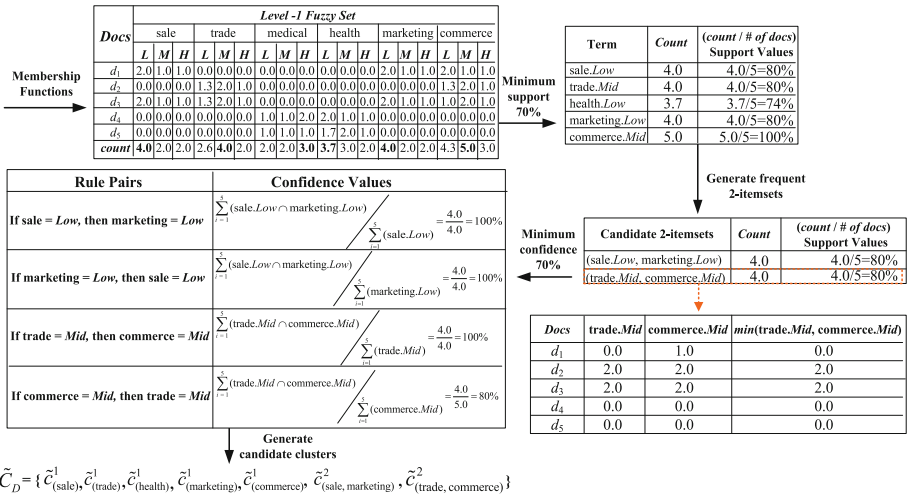 Level -1 Fuzzy Set
Docs sale trade medical health marketing commerce
L M H L M H L M H L M H L M H L M H
d1 2.0 1.0 1.0 0.0 0.0 0.0 0.0 0.0 0.0 0.0 0.0 0.0 2.0 1.0 1.0 2.0 1.0 1.0
d2 0.0 0.0 0.0 1.3 2.0 1.0 0.0 0.0 0.0 0.0 0.0 0.0 0.0 0.0 0.0 1.3 2.0 1.0
d3 2.0 1.0 1.0 1.3 2.0 1.0 0.0 0.0 0.0 0.0 0.0 0.0 2.0 1.0 1.0 1.0 2.0 1.0
d4 0.0 0.0 0.0 0.0 0.0 0.0 1.0 1.0 2.0 2.0 1.0 1.0 0.0 0.0 0.0 0.0 0.0 0.0
d5 0.0 0.0 0.0 0.0 0.0 0.0 1.0 1.0 1.0 1.7 2.0 1.0 0.0 0.0 0.0 0.0 0.0 0.0
count 4.0 2.0 2.0 2.6 4.0 2.0 2.0 2.0 3.0 3.7 3.0 2.0 4.0 2.0 2.0 4.3 5.0 3.0
Membership
Functions
Minimum
support
70%
Term Count (count / # of docs)
Support Values
sale.Low 4.0 4.0/5=80%
trade.Mid 4.0 4.0/5=80%
health.Low 3.7 3.7/5=74%
marketing.Low 4.0 4.0/5=80%
commerce.Mid 5.0 5.0/5=100%
Generate frequent
2-itemsets
Candidate 2-itemsets Count (count / # of docs)
Support Values
(sale.Low, marketing.Low) 4.0 4.0/5=80%
(trade.Mid, commerce.Mid) 4.0 4.0/5=80%
Docs trade.Mid commerce.Mid min(trade.Mid, commerce.Mid)
d1 0.0 1.0 0.0
d2 2.0 2.0 2.0
d3 2.0 2.0 2.0
d4 0.0 0.0 0.0
d5 0.0 0.0 0.0
Minimum
confidence
70%
Rule Pairs Confidence Values
If sale = Low, then marketing = Low ∑_{i=1}^{5}(sale.Low∩marketing.Low) / ∑_{i=1}^{5}(sale.Low) = 4.0/4.0 = 100%
If marketing = Low, then sale = Low ∑_{i=1}^{5}(sale.Low∩marketing.Low) / ∑_{i=1}^{5}(marketing.Low) = 4.0/4.0 = 100%
If trade = Mid, then commerce = Mid ∑_{i=1}^{5}(trade.Mid∩commerce.Mid) / ∑_{i=1}^{5}(trade.Mid) = 4.0/4.0 = 100%
If commerce = Mid, then trade = Mid ∑_{i=1}^{5}(trade.Mid∩commerce.Mid) / ∑_{i=1}^{5}(commerce.Mid) = 4.0/5.0 = 80%
Generate
candidate clusters
C̃_D = { c̃^1_(sale), c̃^1_(trade), c̃^1_(health), c̃^1_(marketing), c̃^1_(commerce), c̃^2_(sale, marketing) , c̃^2_(trade, commerce) }